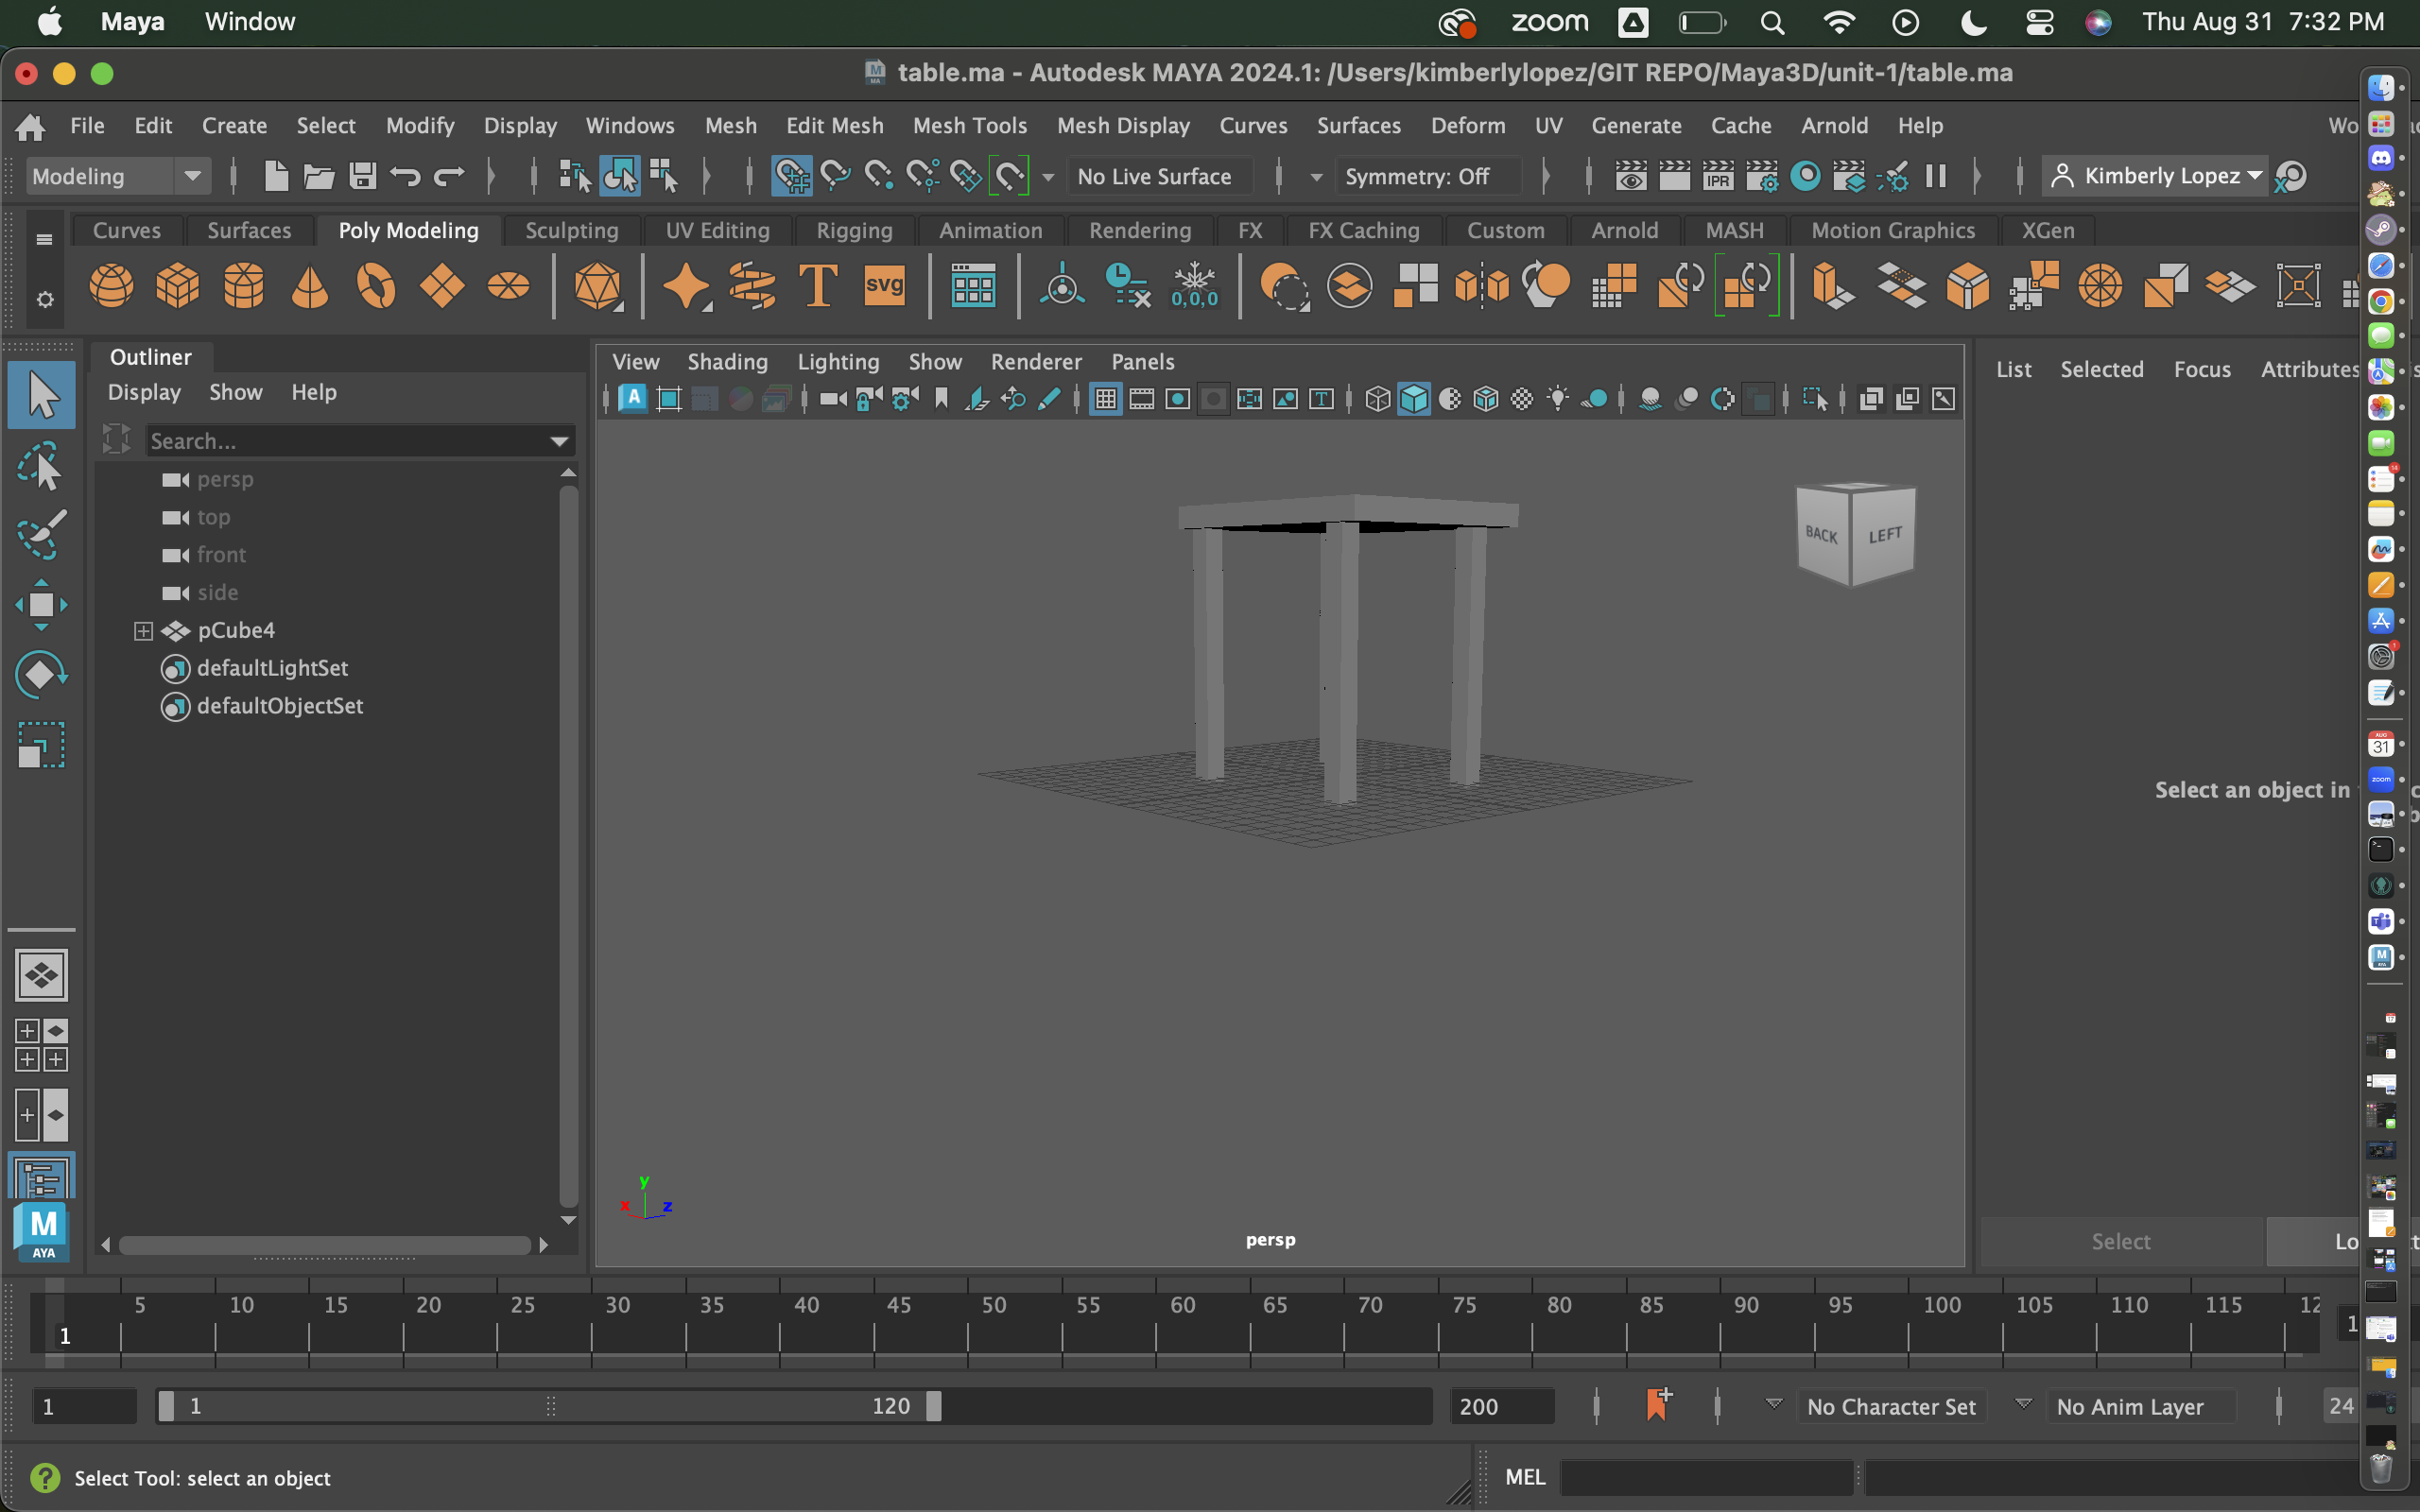 Maya Window zoom Thu Aug 31 7:32 PM
table.ma - Autodesk MAYA 2024.1: /Users/kimberlylopez/GIT REPO/Maya3D/unit-1/table.ma
File Edit Create Select Modify Display Windows Mesh Edit Mesh Mesh Tools Mesh Display Curves Surfaces Deform UV Generate Cache Arnold Help
Modeling IPR No Live Surface Symmetry: Off Kimberly Lopez
Curves Surfaces Poly Modeling Sculpting UV Editing Rigging Animation Rendering FX FX Caching Custom Arnold MASH Motion Graphics XGen
T svg 0,0,0
Outliner
Display Show Help
Search...
persp
top
front
side
pCube4
defaultLightSet
defaultObjectSet
View Shading Lighting Show Renderer Panels
BACK LEFT
y
x z
persp
List Selected Focus Attributes
Select an object in
Select
M
AYA
5 10 15 20 25 30 35 40 45 50 55 60 65 70 75 80 85 90 95 100 105 110 115
1
1 1 120 200 No Character Set No Anim Layer 24
Select Tool: select an object MEL